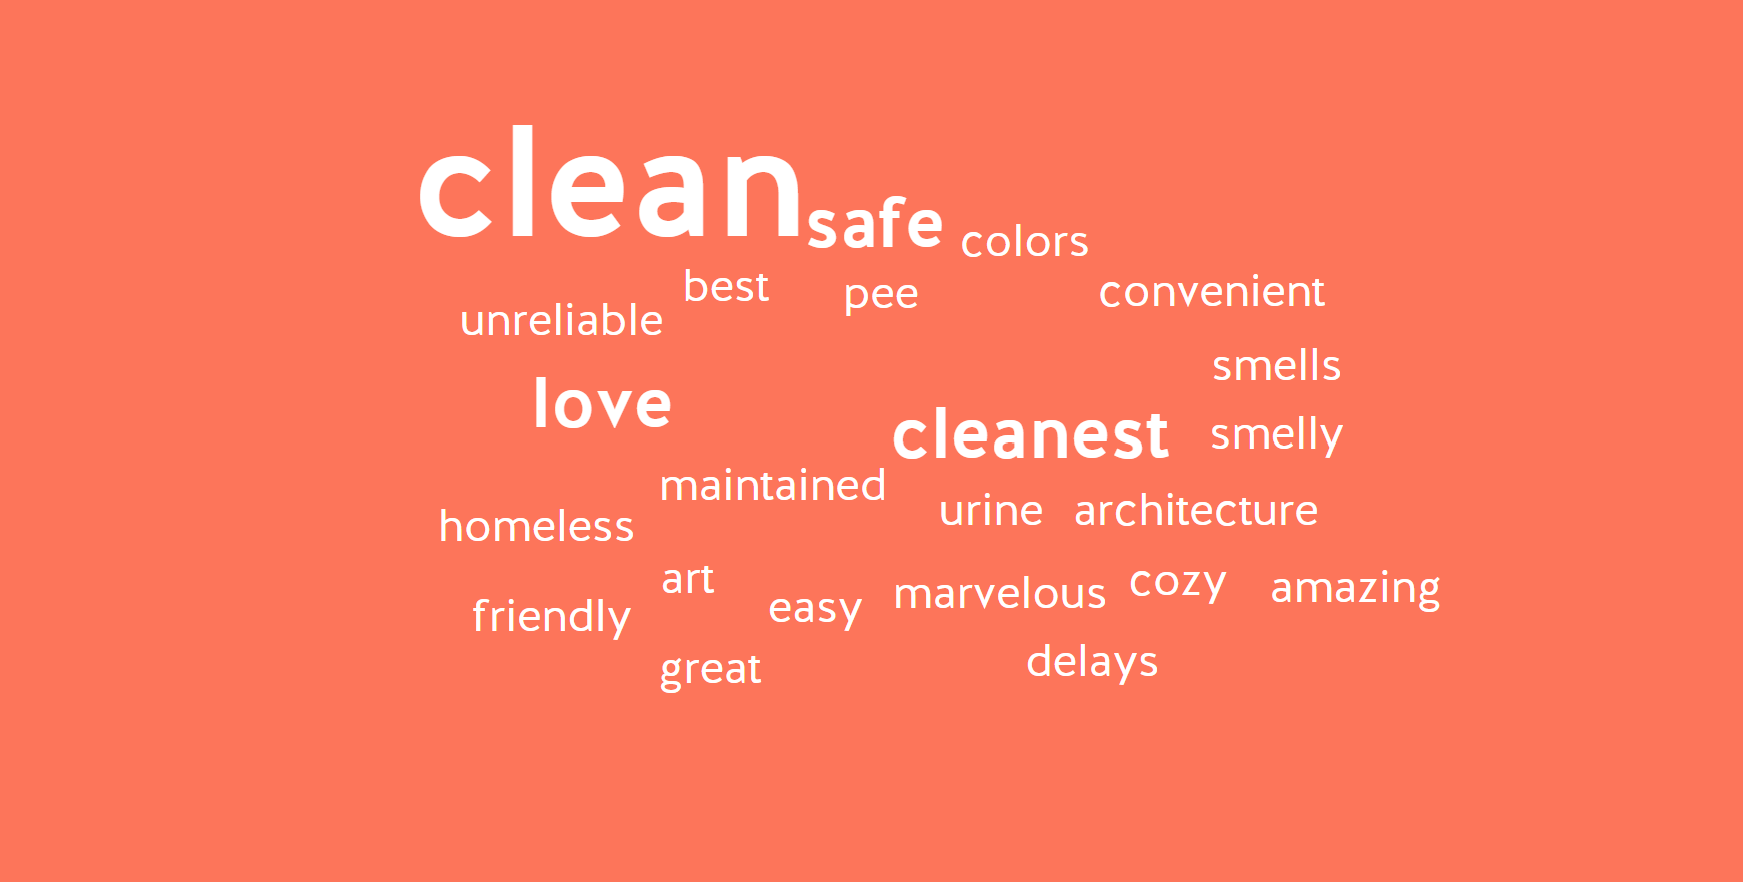 clean
safe
colors
best
pee
convenient
unreliable
smells
love
cleanest
smelly
maintained
urine
architecture
homeless
art
easy
marvelous
cozy
amazing
friendly
great
delays